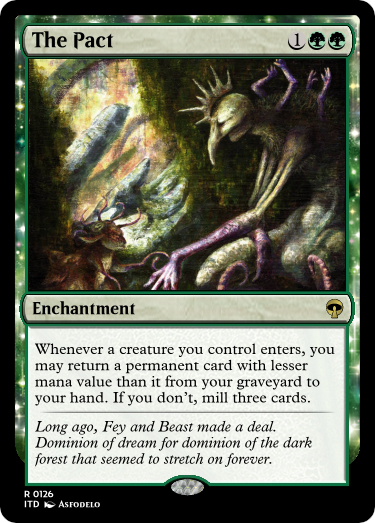 The Pact 1
Enchantment
Whenever a creature you control enters, you
may return a permanent card with lesser
mana value than it from your graveyard to
your hand. If you don't, mill three cards.
Long ago, Fey and Beast made a deal.
Dominion of dream for dominion of the dark
forest that seemed to stretch on forever.
R 0126
ITD Asfodelo